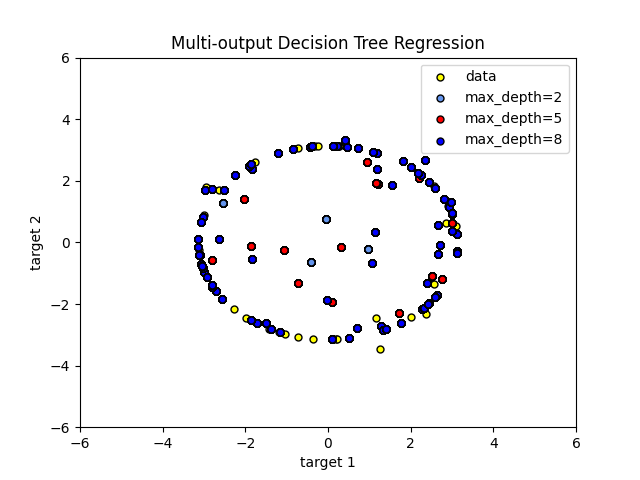 Multi-output Decision Tree Regression
data
max_depth=2
max_depth=5
max_depth=8
6
4
2
0
−2
−4
−6
target 2
−6 −4 −2 0 2 4 6
target 1